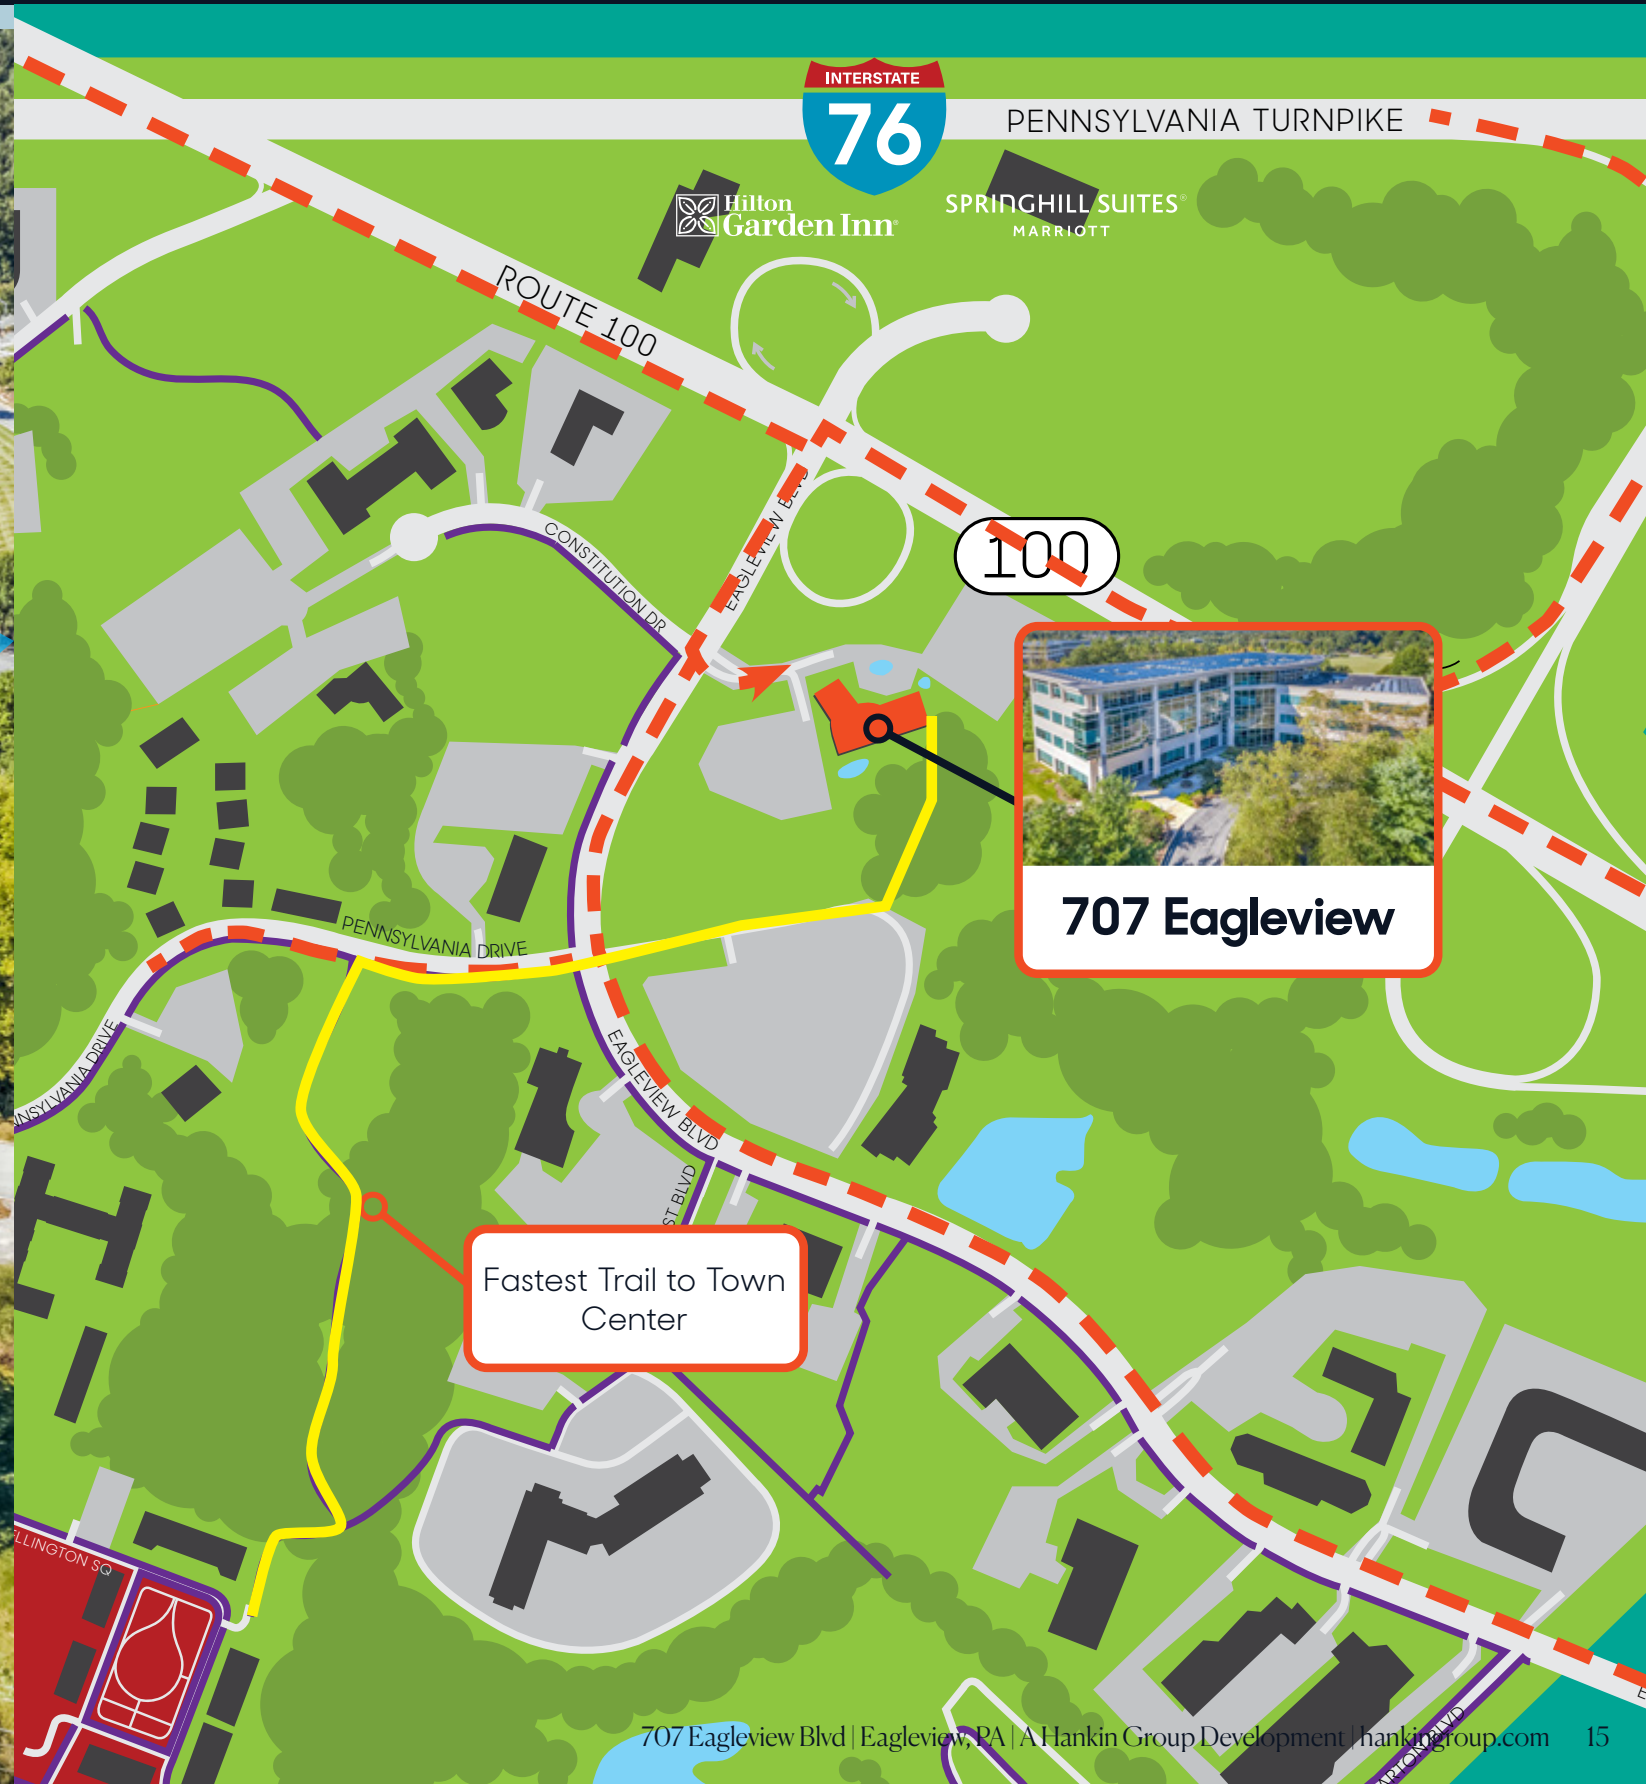 INTERSTATE
76
PENNSYLVANIA TURNPIKE
Hilton
Garden Inn
SPRINGHILL SUITES®
MARRIOTT
ROUTE 100
CONSTITUTION DR
EAGLEVIEW BLVD
100
707 Eagleview
PENNSYLVANIA DRIVE
NNSYLVANIA DRIVE
EAGLEVIEW BLVD
ST BLVD
Fastest Trail to Town
Center
ELLINGTON SQ
707 Eagleview Blvd | Eagleview, PA | A Hankin Group Development | hankingroup.com 15